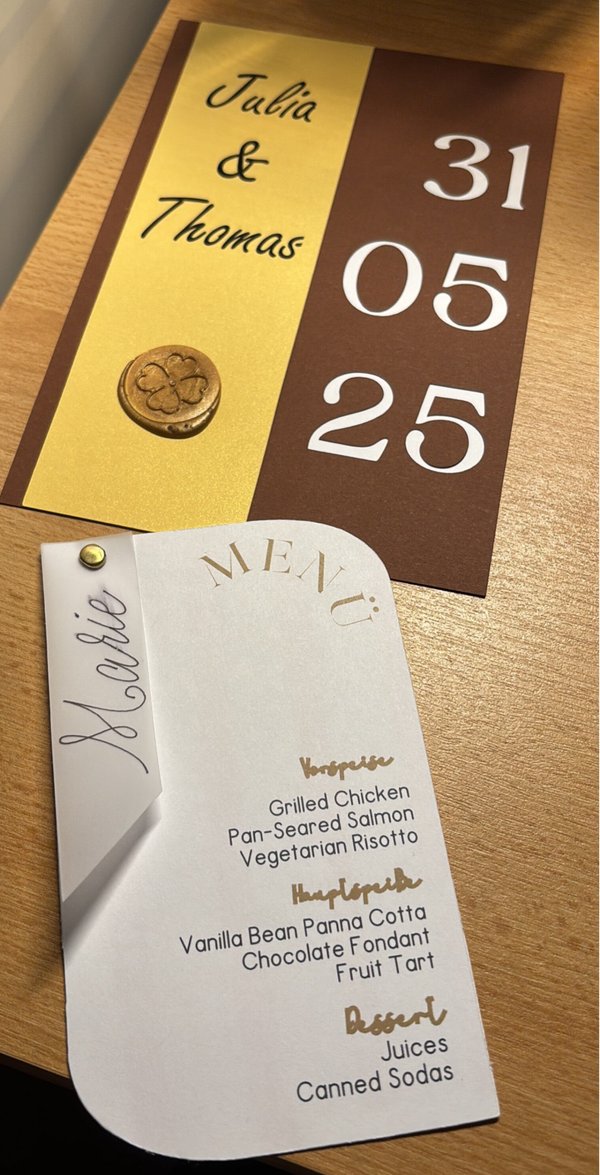 Julia
&
Thomas
31
05
25
MENÜ
Marie
Vorspeise
Grilled Chicken
Pan-Seared Salmon
Vegetarian Risotto
Hauptspeiße
Vanilla Bean Panna Cotta
Chocolate Fondant
Fruit Tart
Dessert
Juices
Canned Sodas